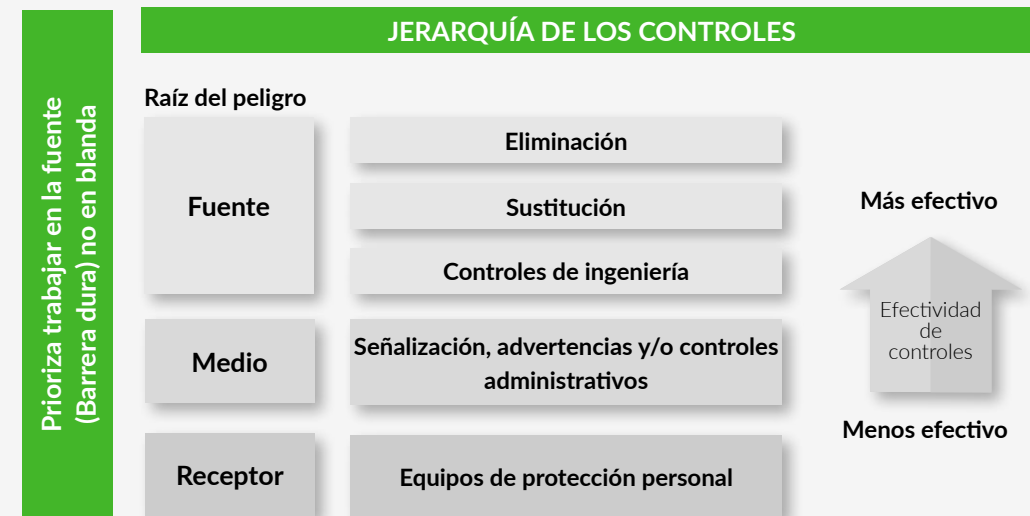 JERARQUÍA DE LOS CONTROLES
Prioriza trabajar en la fuente
(Barrera dura) no en blanda
Raíz del peligro
Fuente
Eliminación
Sustitución
Controles de ingeniería
Medio
Señalización, advertencias y/o controles
administrativos
Receptor
Equipos de protección personal
Más efectivo
Efectividad
de
controles
Menos efectivo